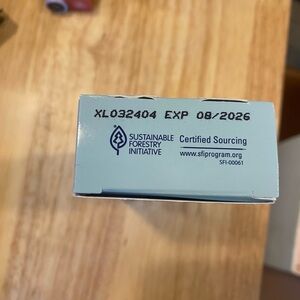 XL032404 EXP 08/2026
SUSTAINABLE
FORESTRY
INITIATIVE
Certified Sourcing
www.sfiprogram.org
SFI-00061